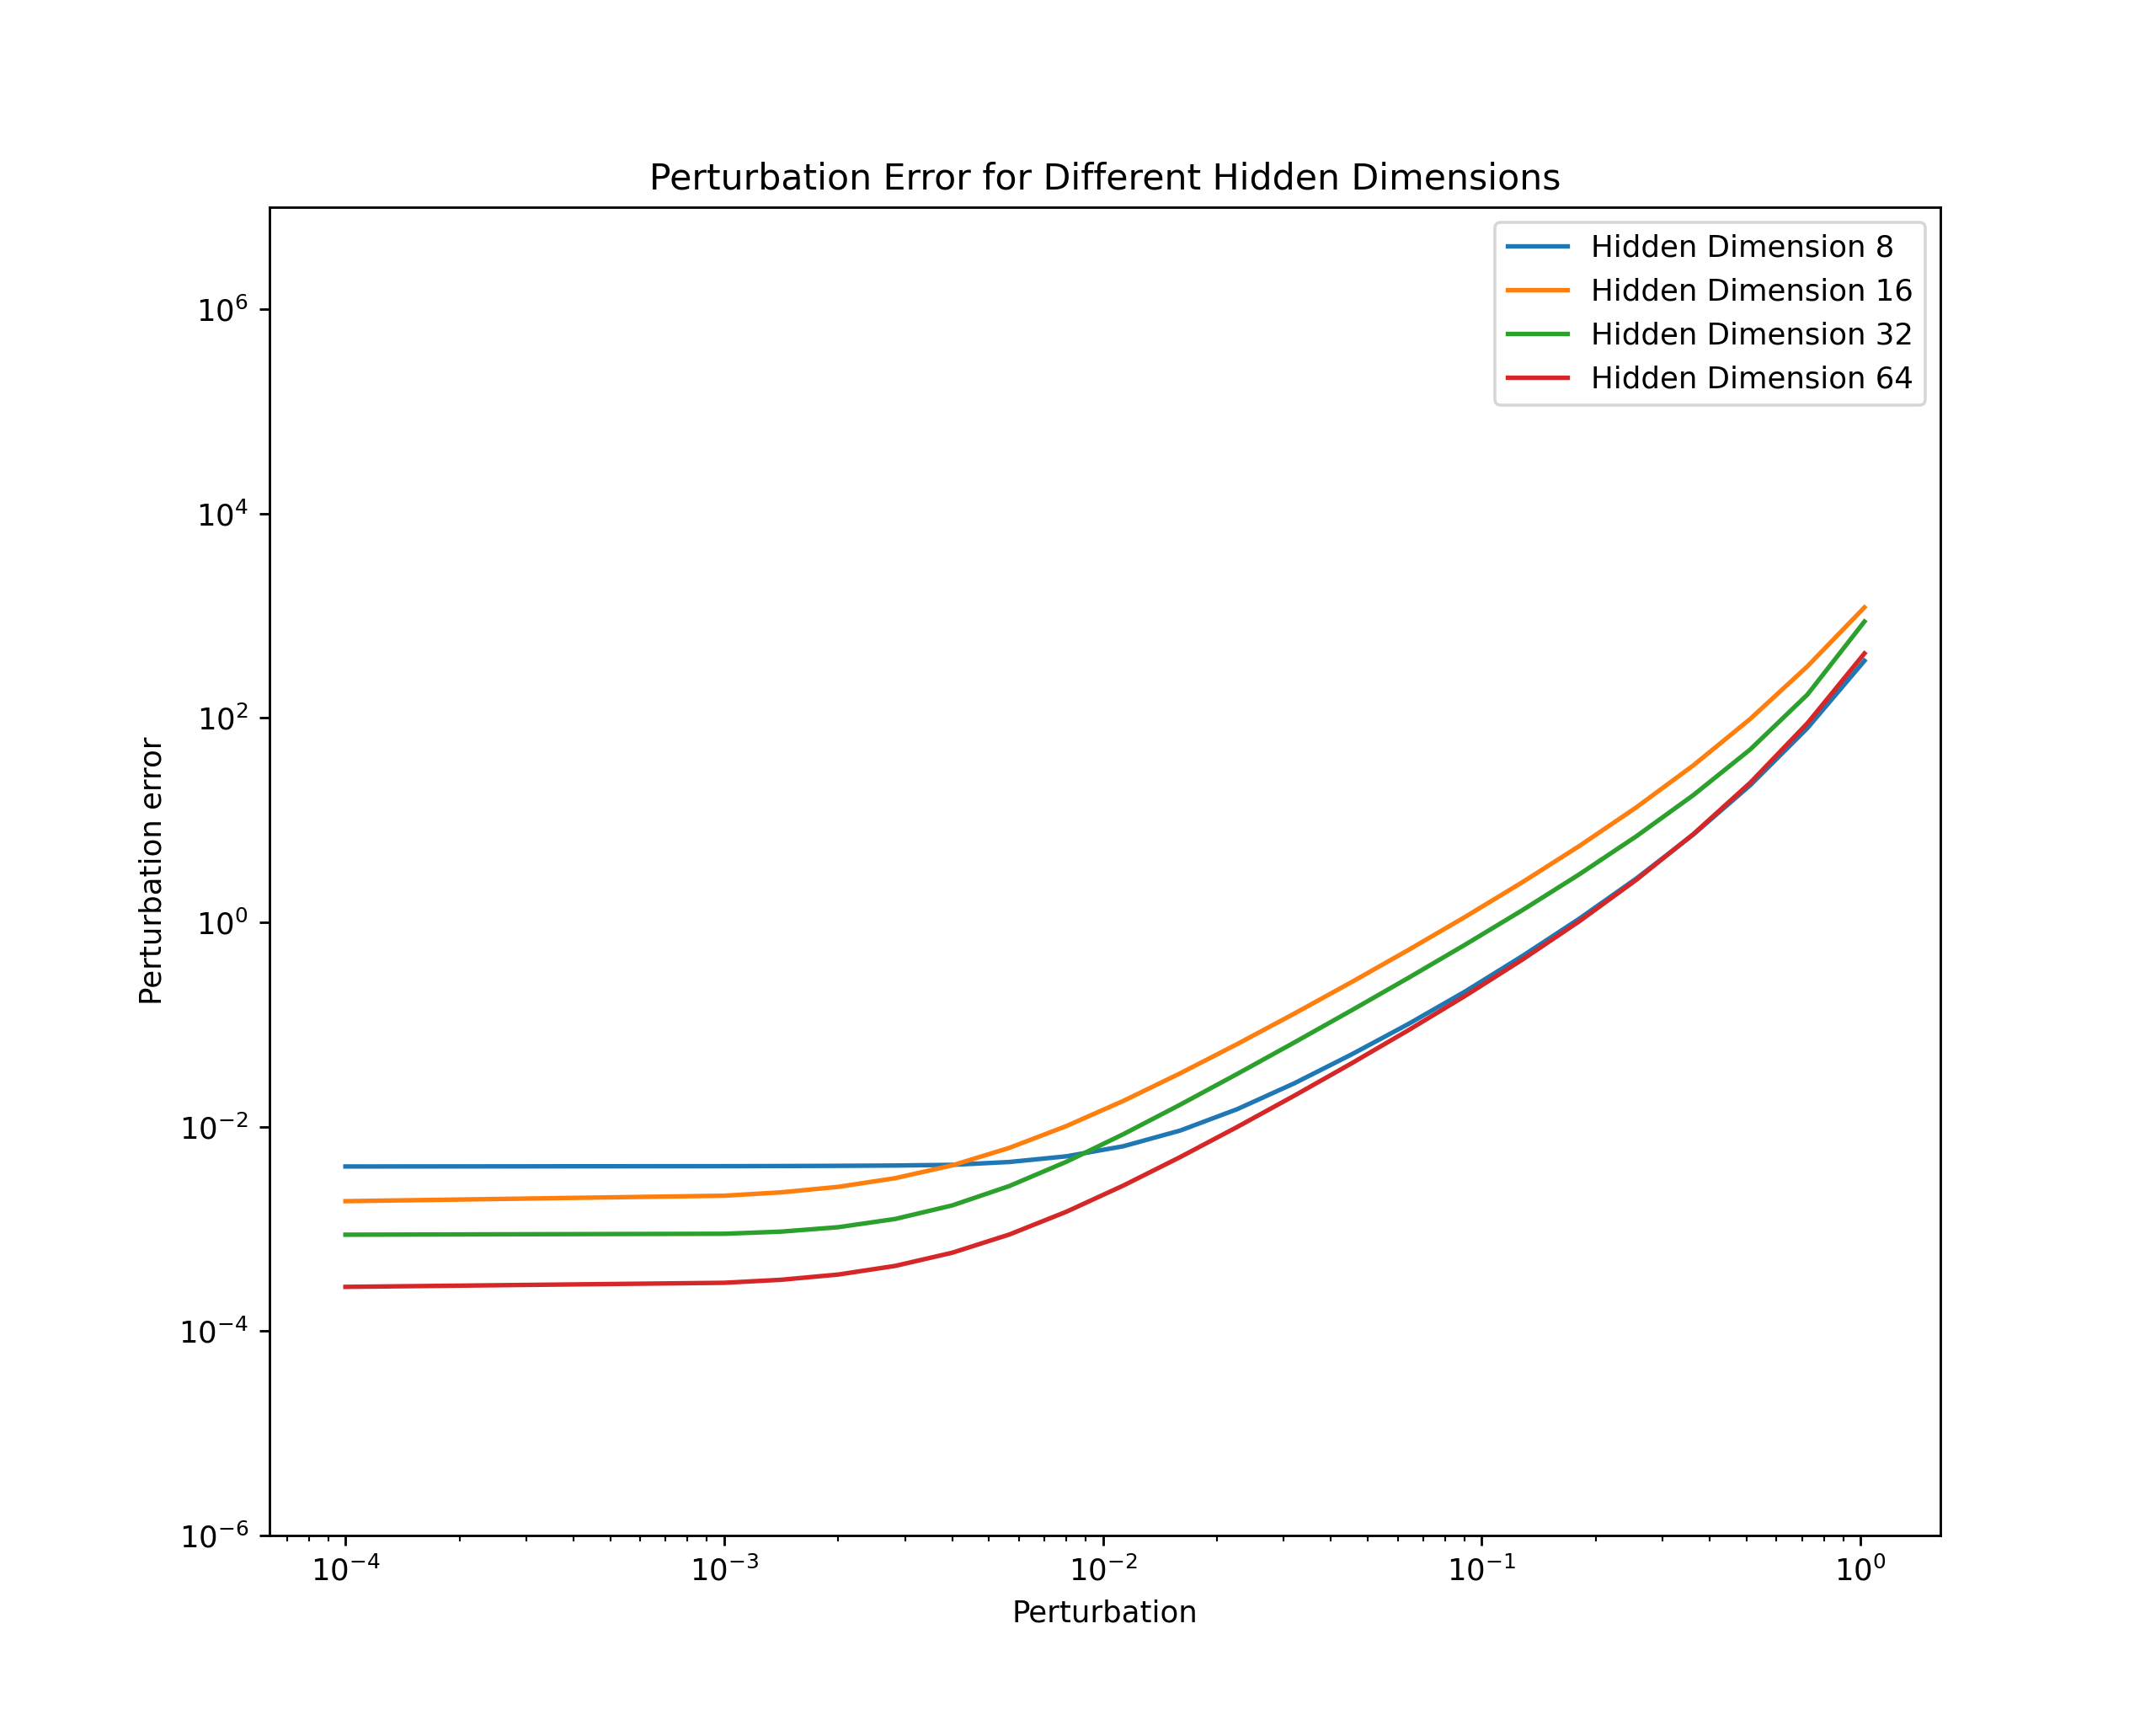 Perturbation Error for Different Hidden Dimensions
Hidden Dimension 8
Hidden Dimension 16
Hidden Dimension 32
Hidden Dimension 64
Perturbation error
10⁶
10⁴
10²
10⁰
10⁻²
10⁻⁴
10⁻⁶
10⁻⁴ 10⁻³ 10⁻² 10⁻¹ 10⁰
Perturbation